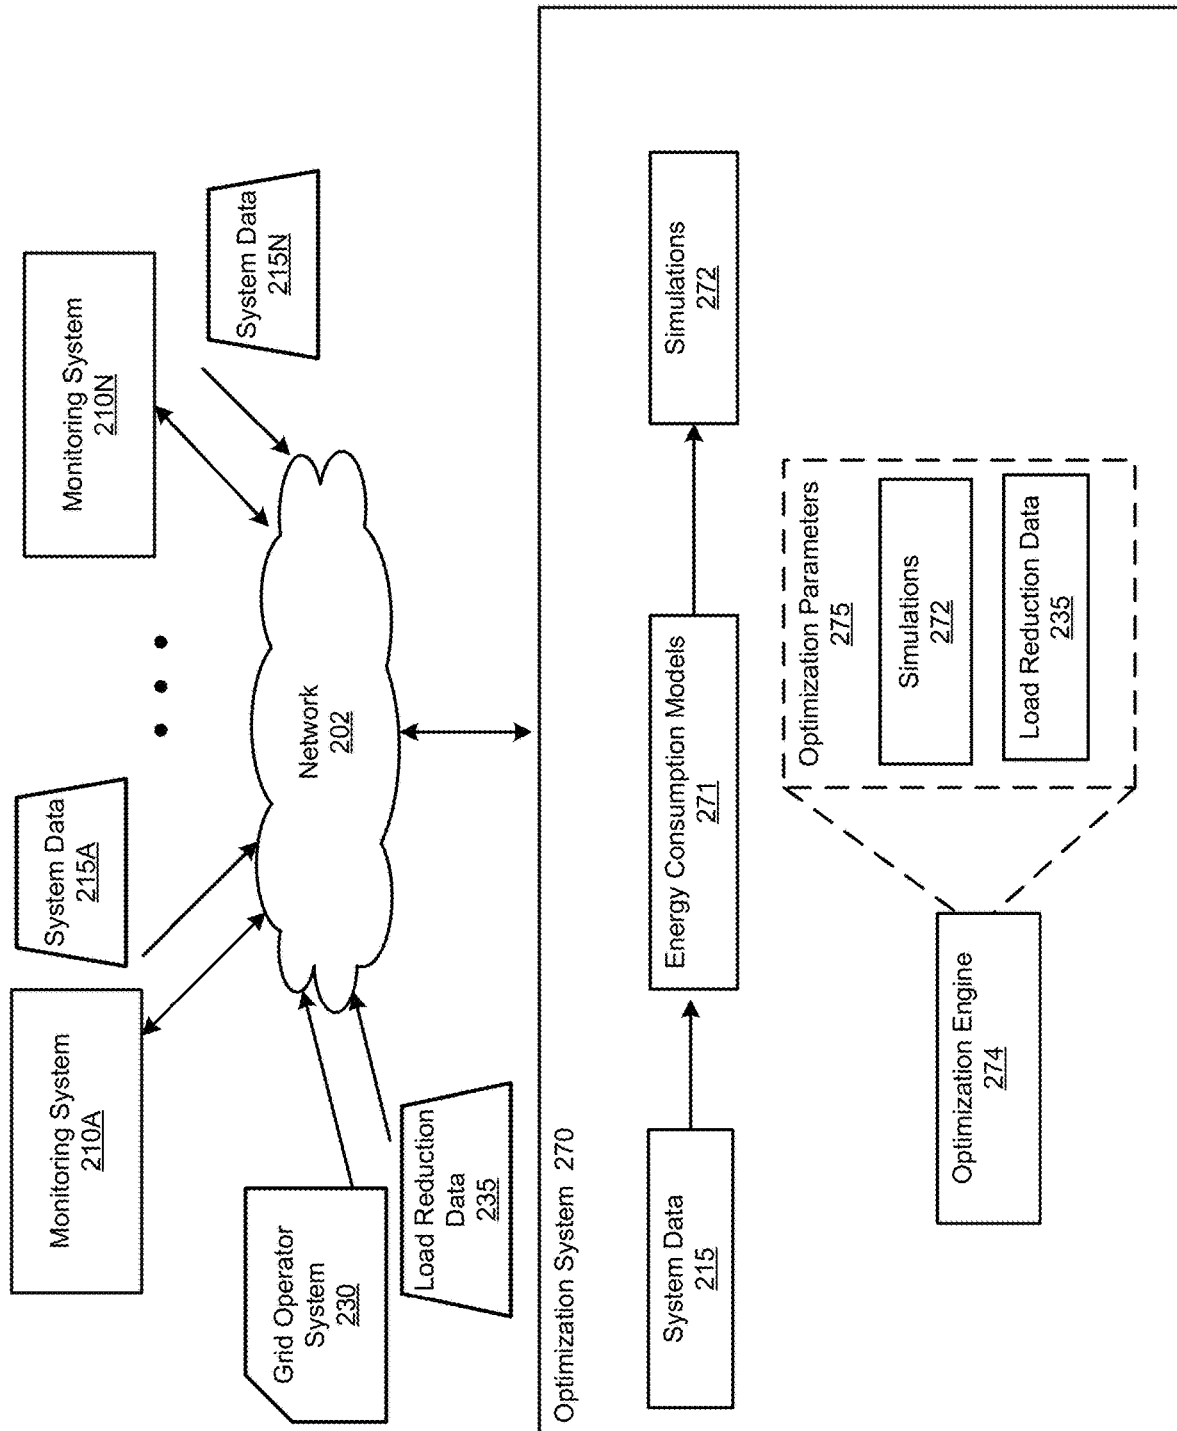 Monitoring System
210A
System Data
215A
Monitoring System
210N
System Data
215N
Grid Operator
System
230
Load Reduction
Data
235
Network
202
Optimization System 270
System Data
215
Energy Consumption Models
271
Simulations
272
Optimization Engine
274
Optimization Parameters
275
Simulations
272
Load Reduction Data
235